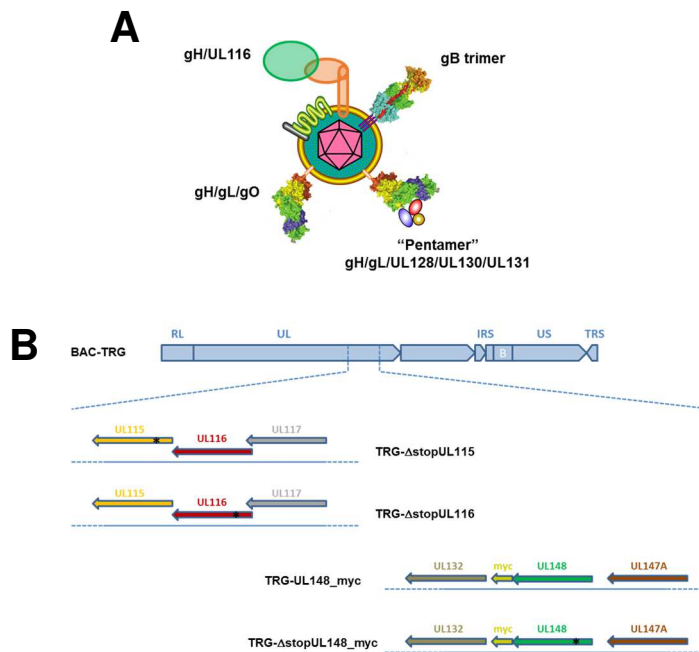 A
gH/UL116
gB trimer
gH/gL/gO
“Pentamer”
gH/gL/UL128/UL130/UL131
B
RL
UL
IRS
US
TRS
BAC-TRG
B
UL115
*
UL116
UL117
TRG-ΔstopUL115
UL115
UL116
*
UL117
TRG-ΔstopUL116
TRG-UL148_myc
UL132
myc
UL148
UL147A
TRG-ΔstopUL148_myc
UL132
myc
UL148
*
UL147A